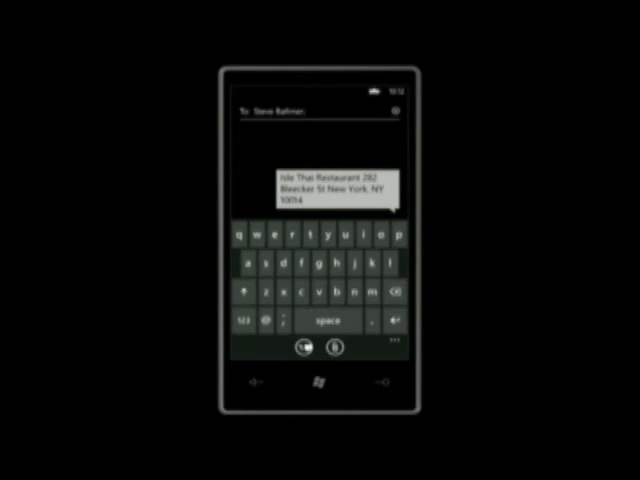 10:12
To: Steve Ballmer;
Isle Thai Restaurant 282
Bleecker St New York, NY
10014
q w e r t y u i o p
a s d f g h j k l
z x c v b n m
123 @ ; space .
...